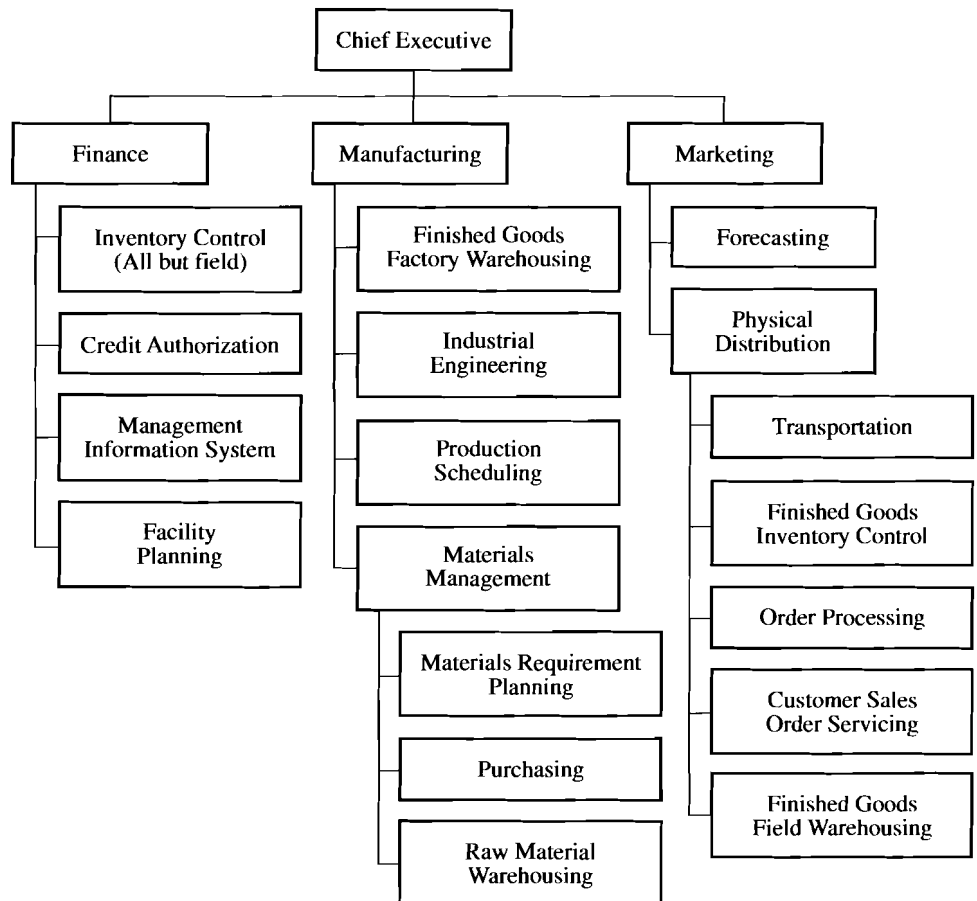 Chief Executive
Finance
Manufacturing
Marketing
Inventory Control
(All but field)
Credit Authorization
Management
Information System
Facility
Planning
Finished Goods
Factory Warehousing
Industrial
Engineering
Production
Scheduling
Materials
Management
Materials Requirement
Planning
Purchasing
Raw Material
Warehousing
Forecasting
Physical
Distribution
Transportation
Finished Goods
Inventory Control
Order Processing
Customer Sales
Order Servicing
Finished Goods
Field Warehousing